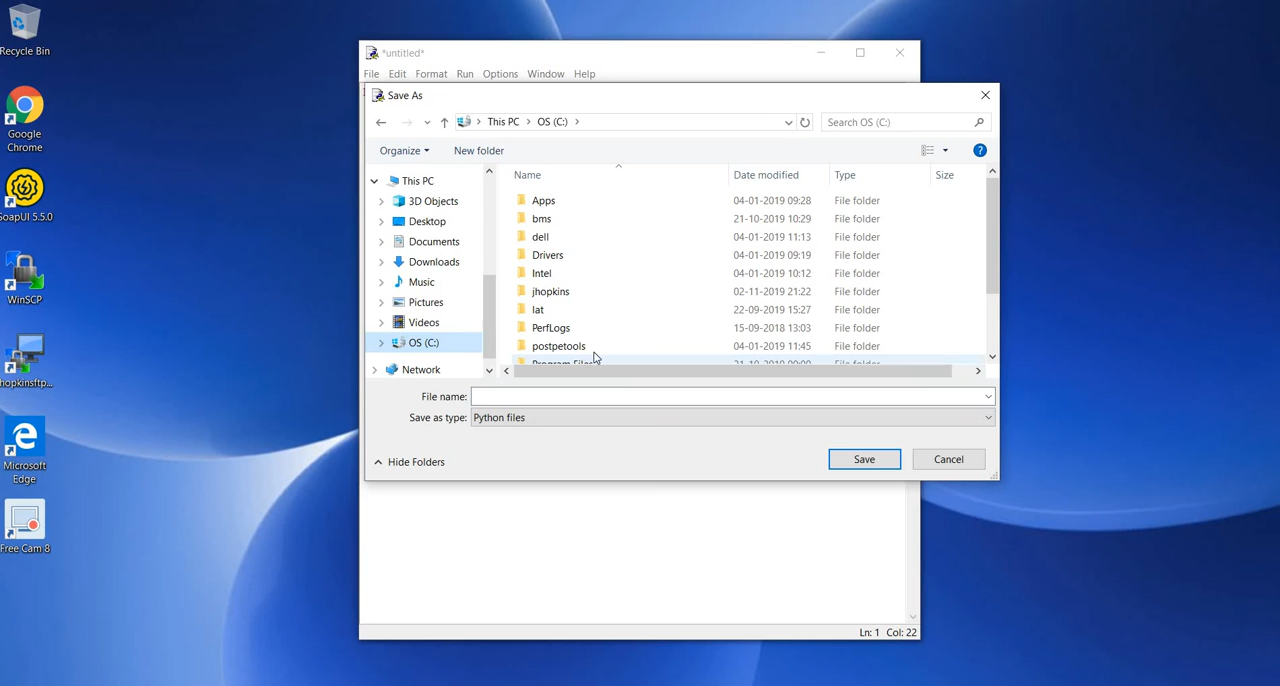 Recycle Bin
Google
Chrome
SoapUI 5.5.0
WinSCP
hopkinsftp...
Microsoft
Edge
Free Cam 8
*untitled*
File Edit Format Run Options Window Help
Save As
This PC > OS (C:) >
Search OS (C:)
Organize
New folder
?
This PC
3D Objects
Desktop
Documents
Downloads
Music
Pictures
Videos
OS (C:)
Network
Name Date modified Type Size
Apps 04-01-2019 09:28 File folder
bms 21-10-2019 10:29 File folder
dell 04-01-2019 11:13 File folder
Drivers 04-01-2019 09:19 File folder
Intel 04-01-2019 10:12 File folder
jhopkins 02-11-2019 21:22 File folder
lat 22-09-2019 15:27 File folder
PerfLogs 15-09-2018 13:03 File folder
postpetools 04-01-2019 11:45 File folder
Program Files File folder
File name:
Save as type: Python files
Hide Folders
Save
Cancel
Ln: 1 Col: 22